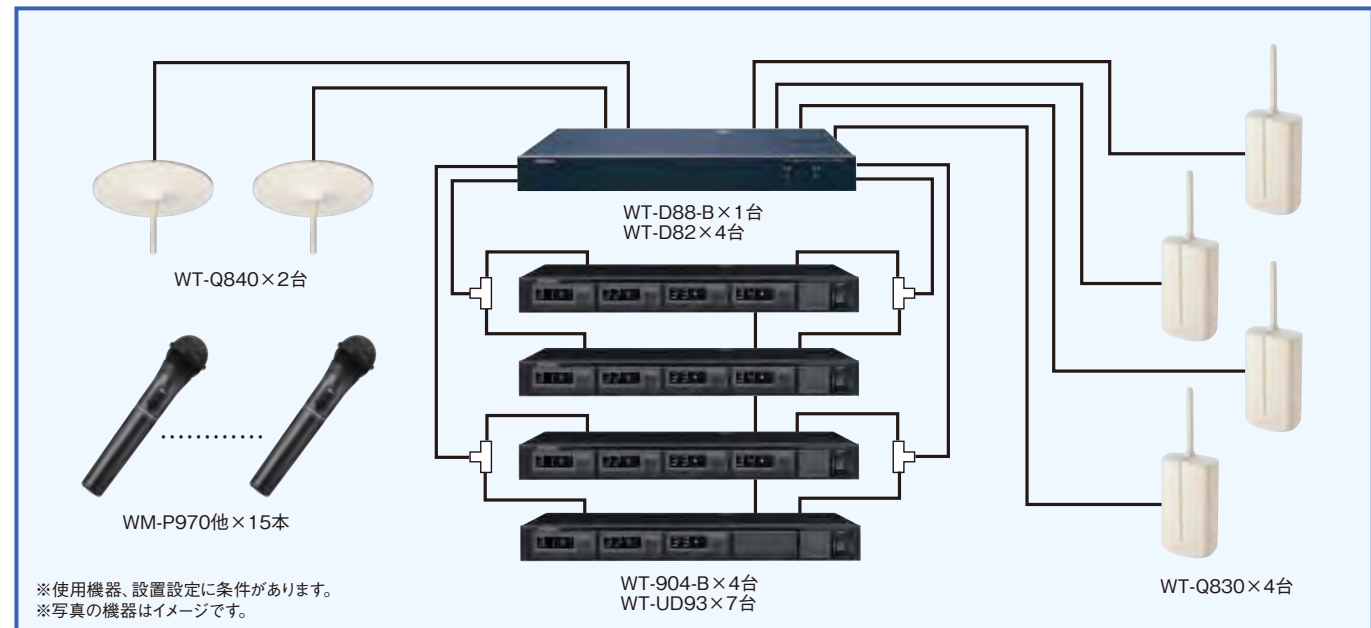 WT-D88-B×1台
WT-D82×4台
WT-Q840×2台
WM-P970他×15本
※使用機器、設置設定に条件があります。
※写真の機器はイメージです。
WT-904-B×4台
WT-UD93×7台
WT-Q830×4台